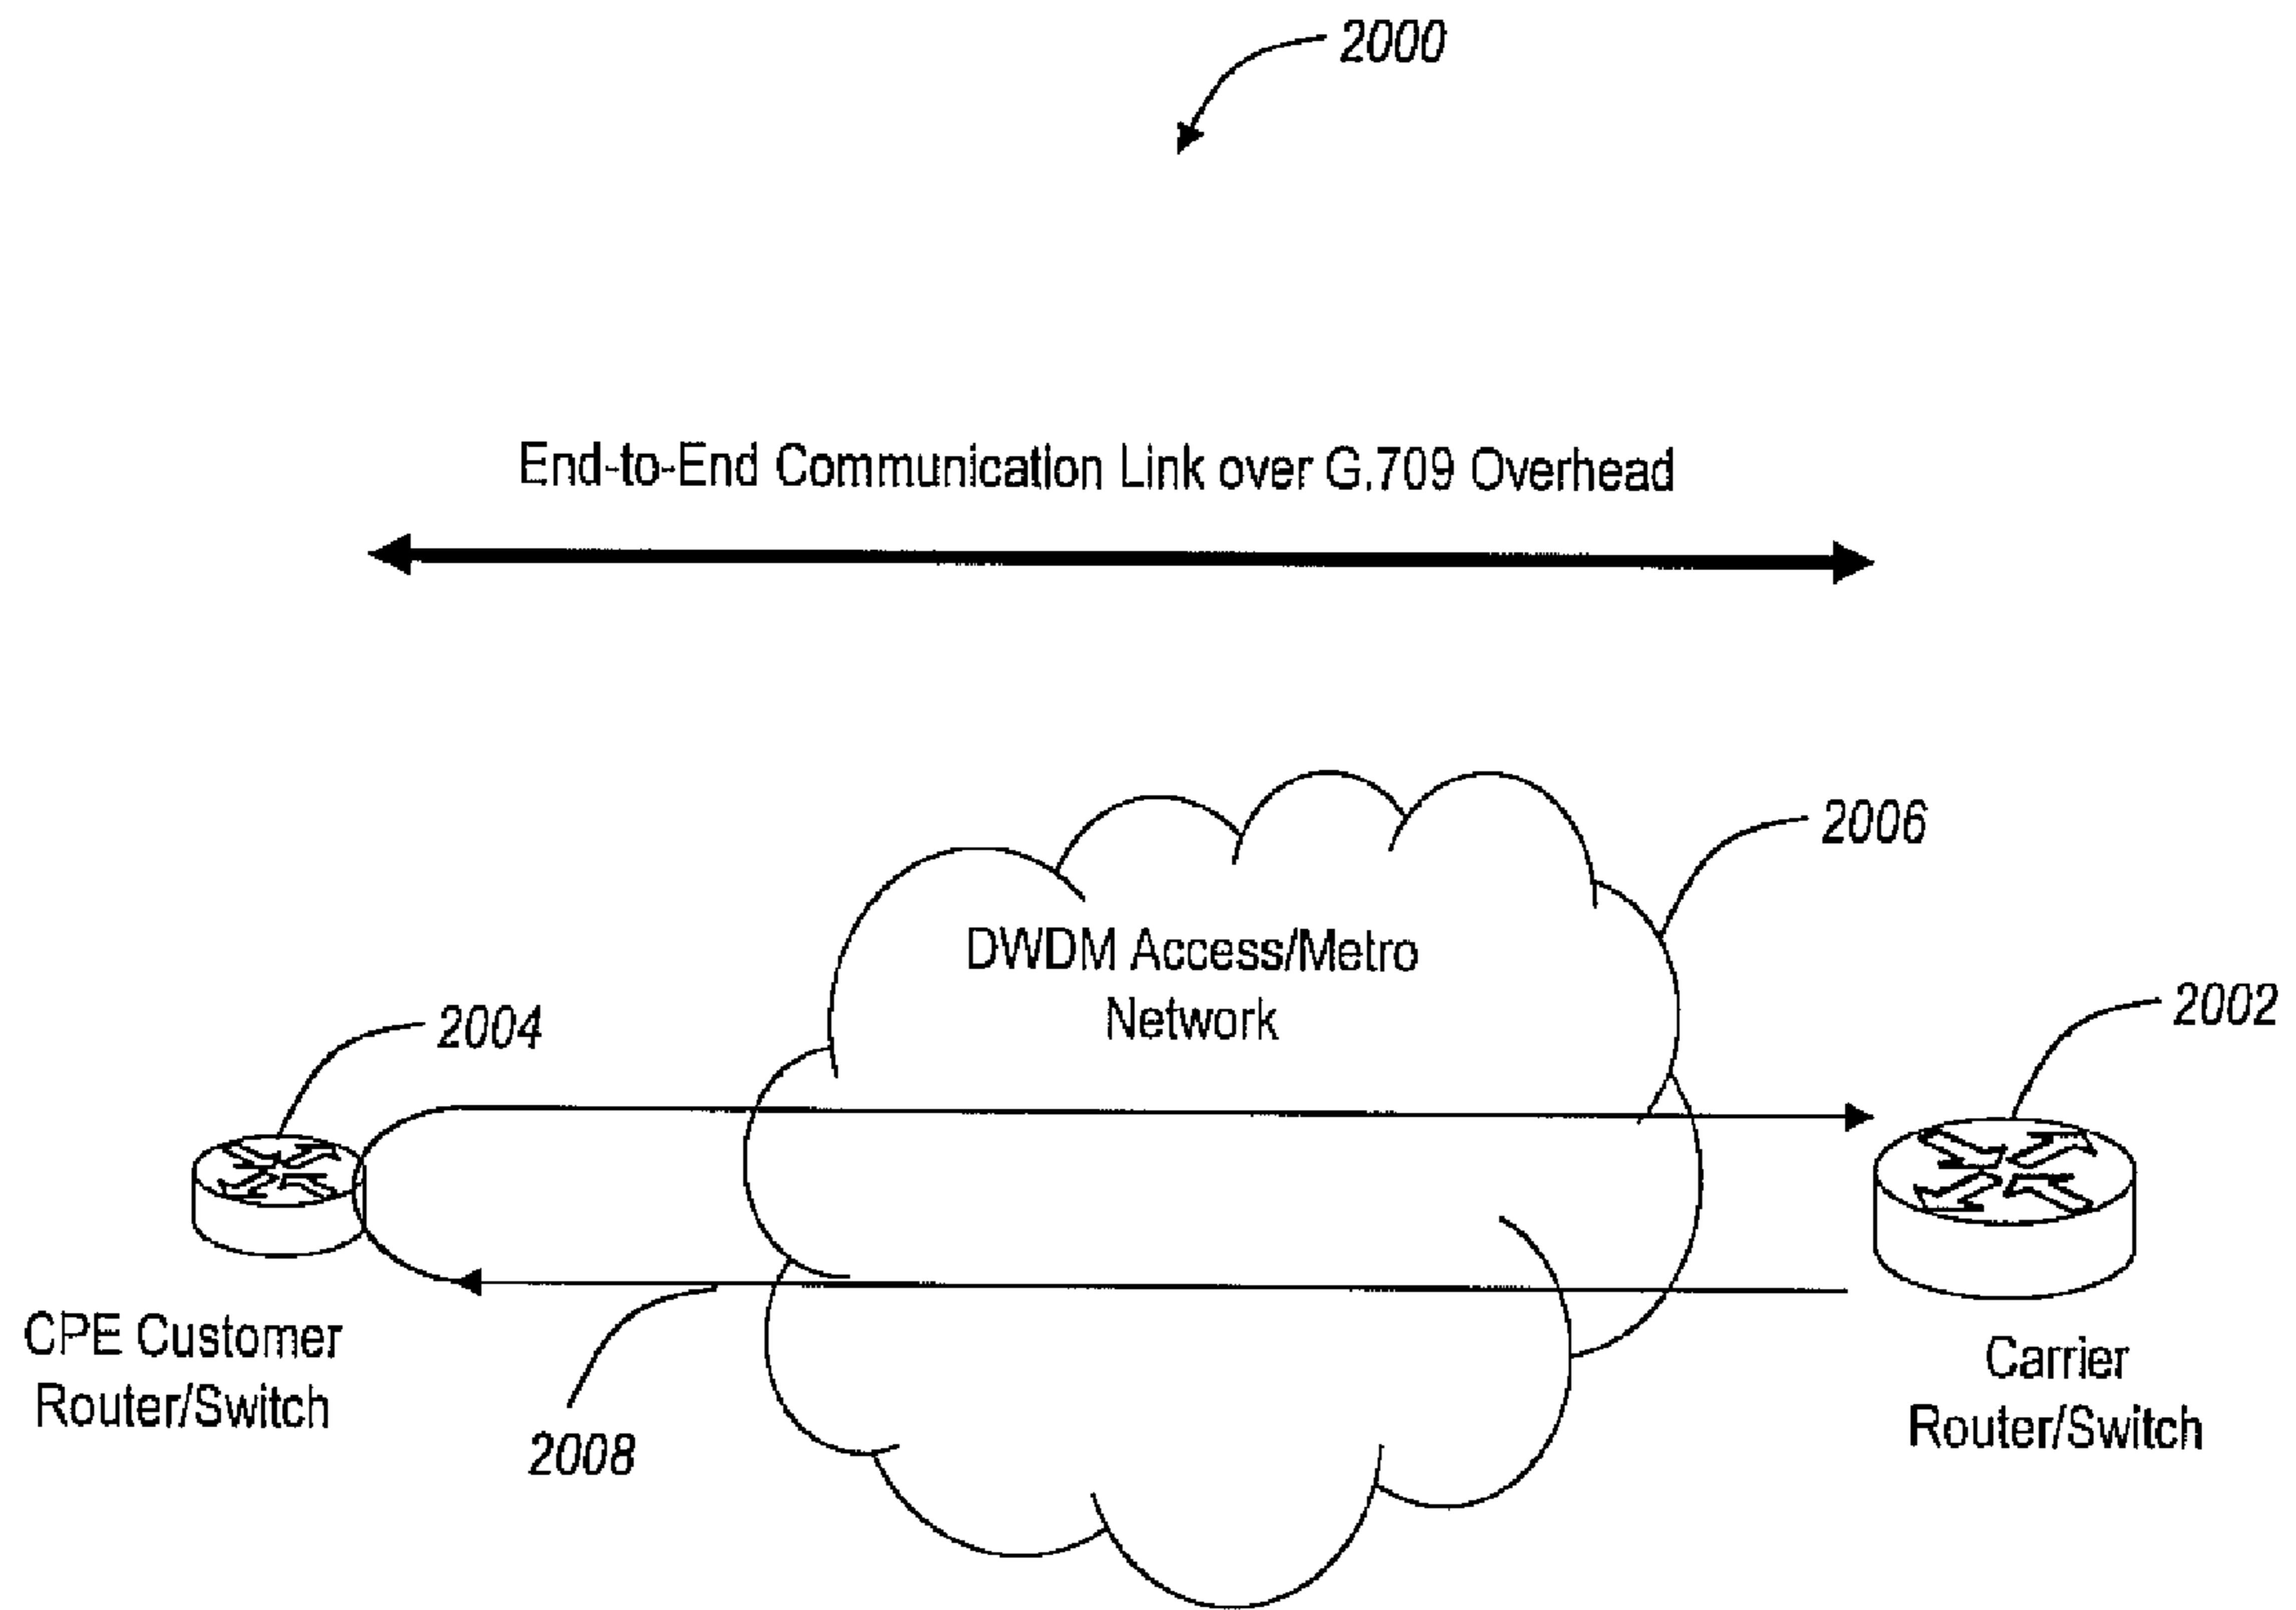 2000
End-to-End Communication Link over G.709 Overhead
2006
DWDM Access/Metro
Network
2004
2002
CPE Customer
Router/Switch
2008
Carrier
Router/Switch